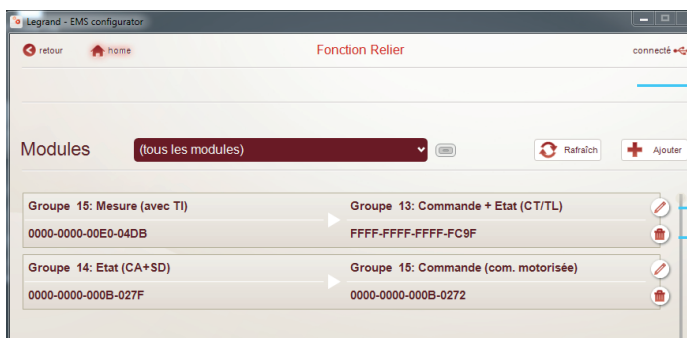 Legrand - EMS configurator
retour home Fonction Relier connecté
Modules (tous les modules) Rafraîch Ajouter
Groupe 15: Mesure (avec TI) Groupe 13: Commande + Etat (CT/TL)
0000-0000-00E0-04DB FFFF-FFFF-FFFF-FC9F
Groupe 14: Etat (CA+SD) Groupe 15: Commande (com. motorisée)
0000-0000-000B-027F 0000-0000-000B-0272